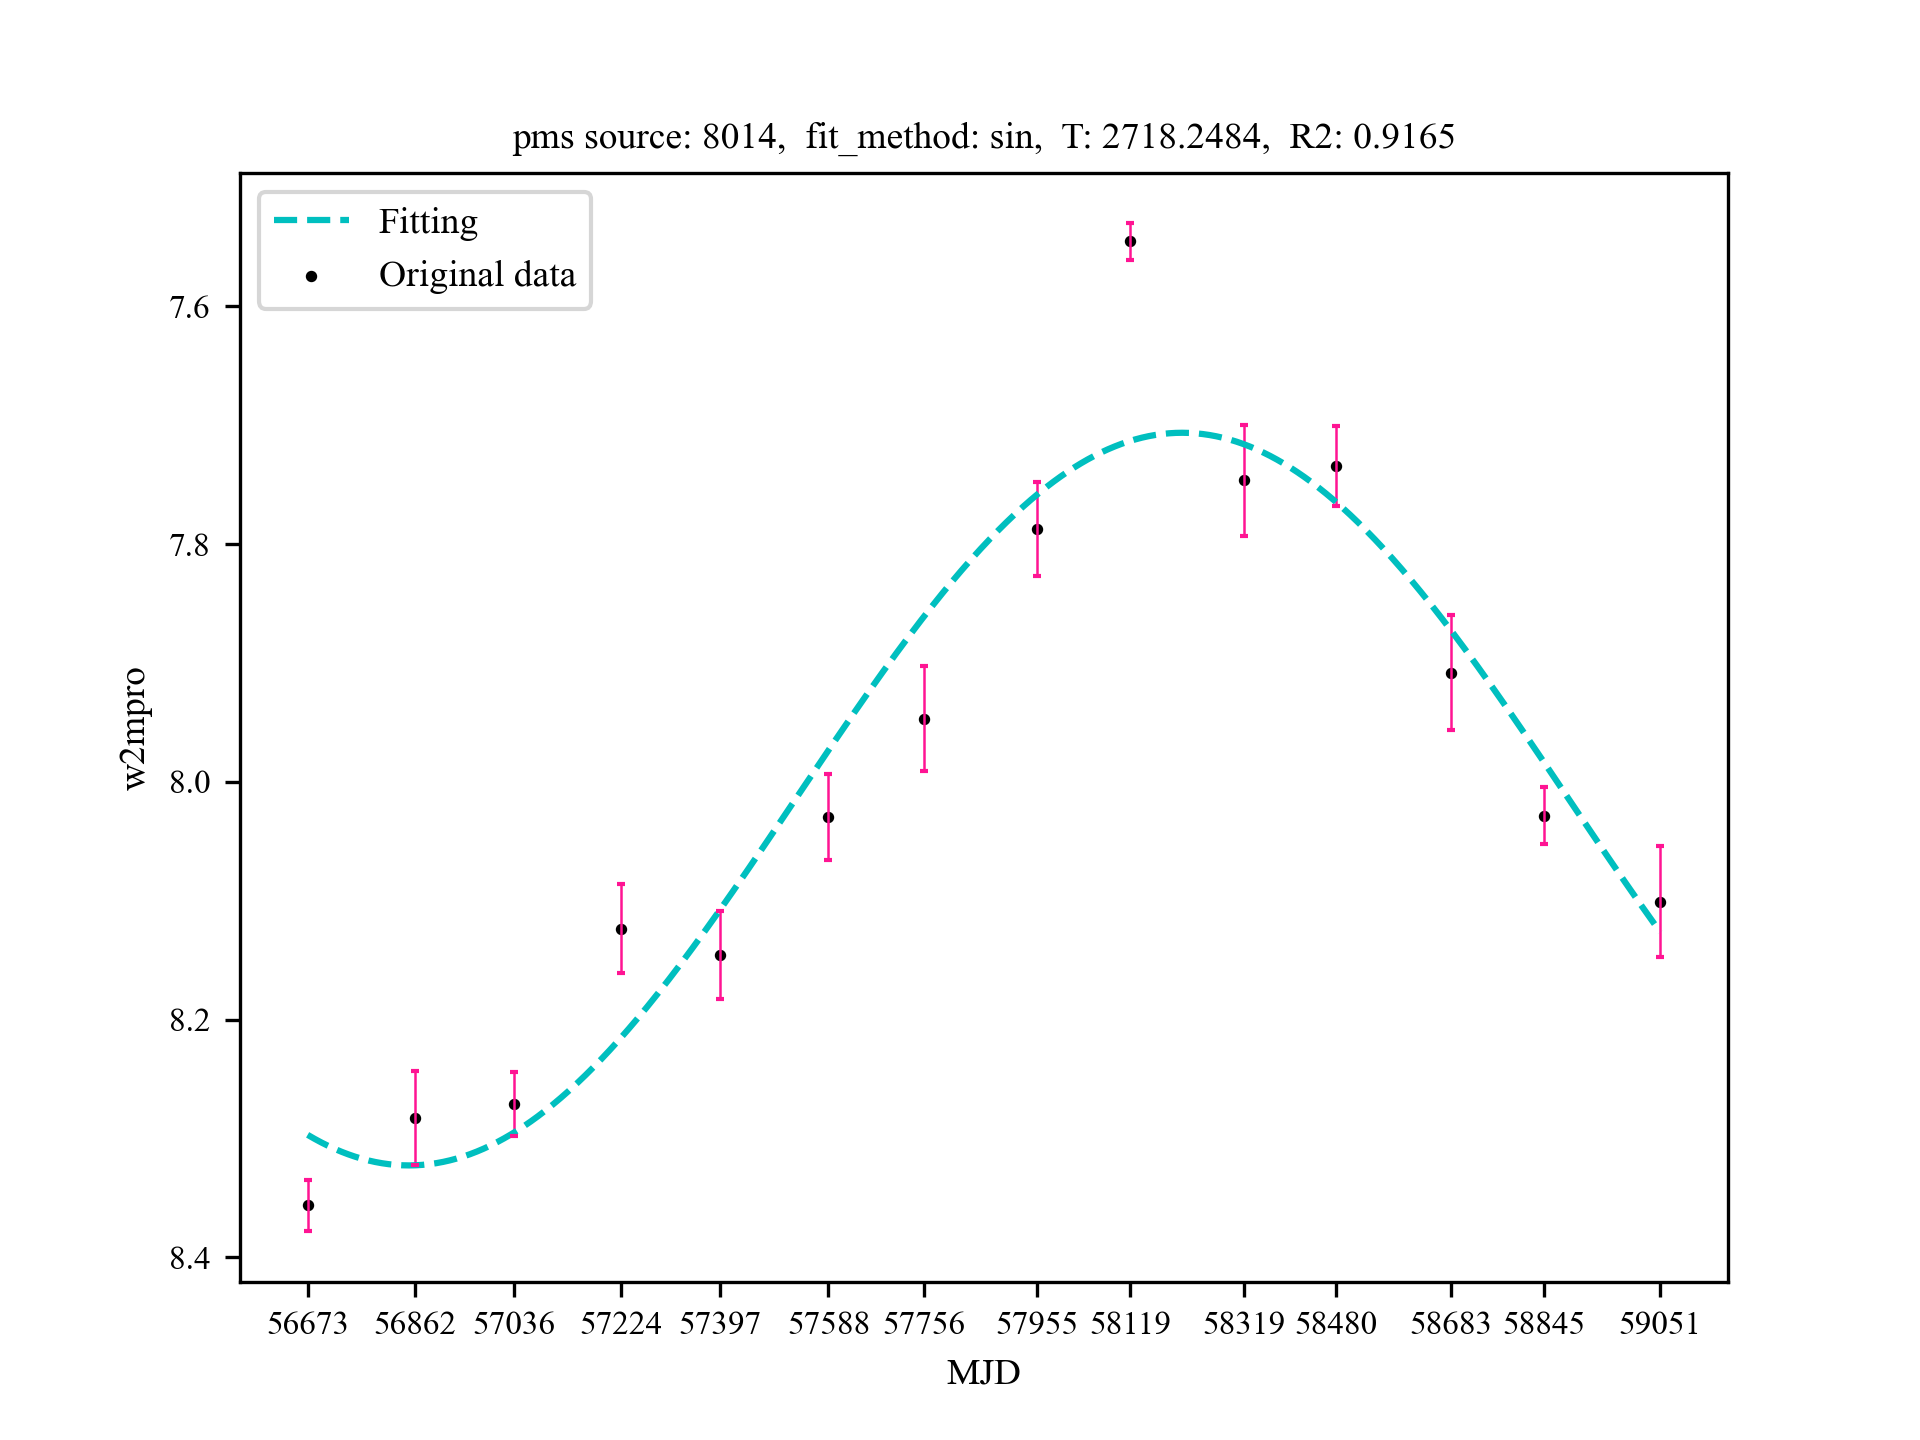 pms source: 8014, fit_method: sin, T: 2718.2484, R2: 0.9165
Fitting
Original data
7.6
7.8
8.0
8.2
8.4
w2mpro
56673 56862 57036 57224 57397 57588 57756 57955 58119 58319 58480 58683 58845 59051
MJD